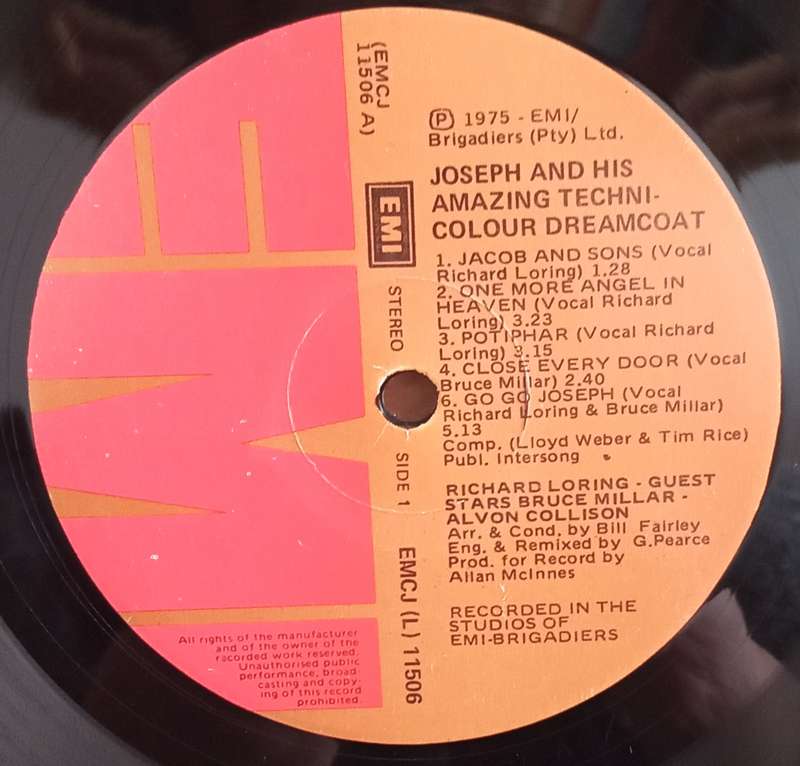 (EMCJ
11506 A)
Ⓟ 1975 - EMI/
Brigadiers (Pty) Ltd.
JOSEPH AND HIS
AMAZING TECHNI-
COLOUR DREAMCOAT
EMI
STEREO
1. JACOB AND SONS (Vocal
Richard Loring) 1.28
2. ONE MORE ANGEL IN
HEAVEN (Vocal Richard
Loring) 3.23
3. POTIPHAR (Vocal Richard
Loring) 3.15
4. CLOSE EVERY DOOR (Vocal
Bruce Millar) 2.40
6. GO GO JOSEPH (Vocal
Richard Loring & Bruce Millar)
5.13
Comp. (Lloyd Weber & Tim Rice)
Publ. Intersong
SIDE 1
EMCJ (L) 11506
RICHARD LORING - GUEST
STARS BRUCE MILLAR -
ALVON COLLISON
Arr. & Cond. by Bill Fairley
Eng. & Remixed by G.Pearce
Prod. for Record by
Allan McInnes
RECORDED IN THE
STUDIOS OF
EMI-BRIGADIERS
All rights of the manufacturer
and of the owner of the
recorded work reserved.
Unauthorised public
performance, broad-
casting and copy-
ing of this record
prohibited.
EMI